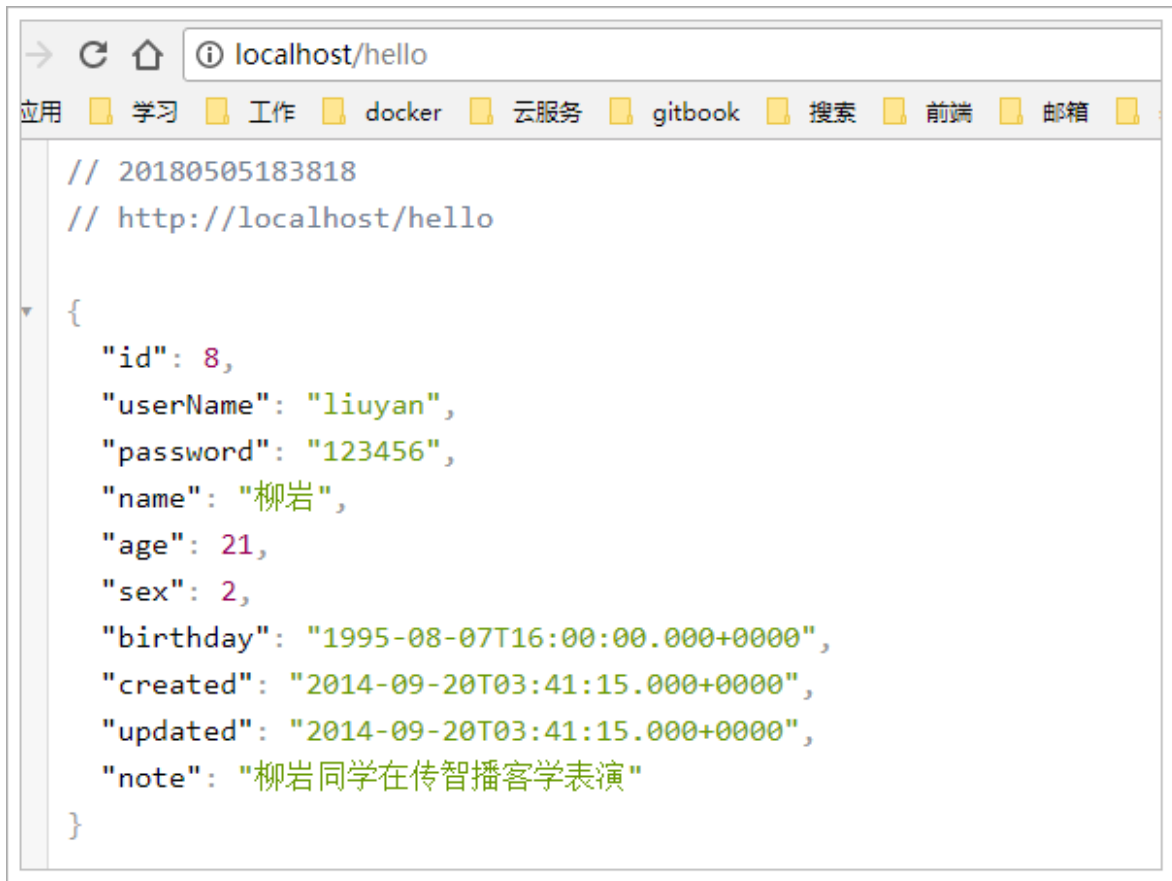 localhost/hello
应用 学习 工作 docker 云服务 gitbook 搜索 前端 邮箱
// 20180505183818
// http://localhost/hello
{
"id": 8,
"userName": "liuyan",
"password": "123456",
"name": "柳岩",
"age": 21,
"sex": 2,
"birthday": "1995-08-07T16:00:00.000+0000",
"created": "2014-09-20T03:41:15.000+0000",
"updated": "2014-09-20T03:41:15.000+0000",
"note": "柳岩同学在传智播客学表演"
}